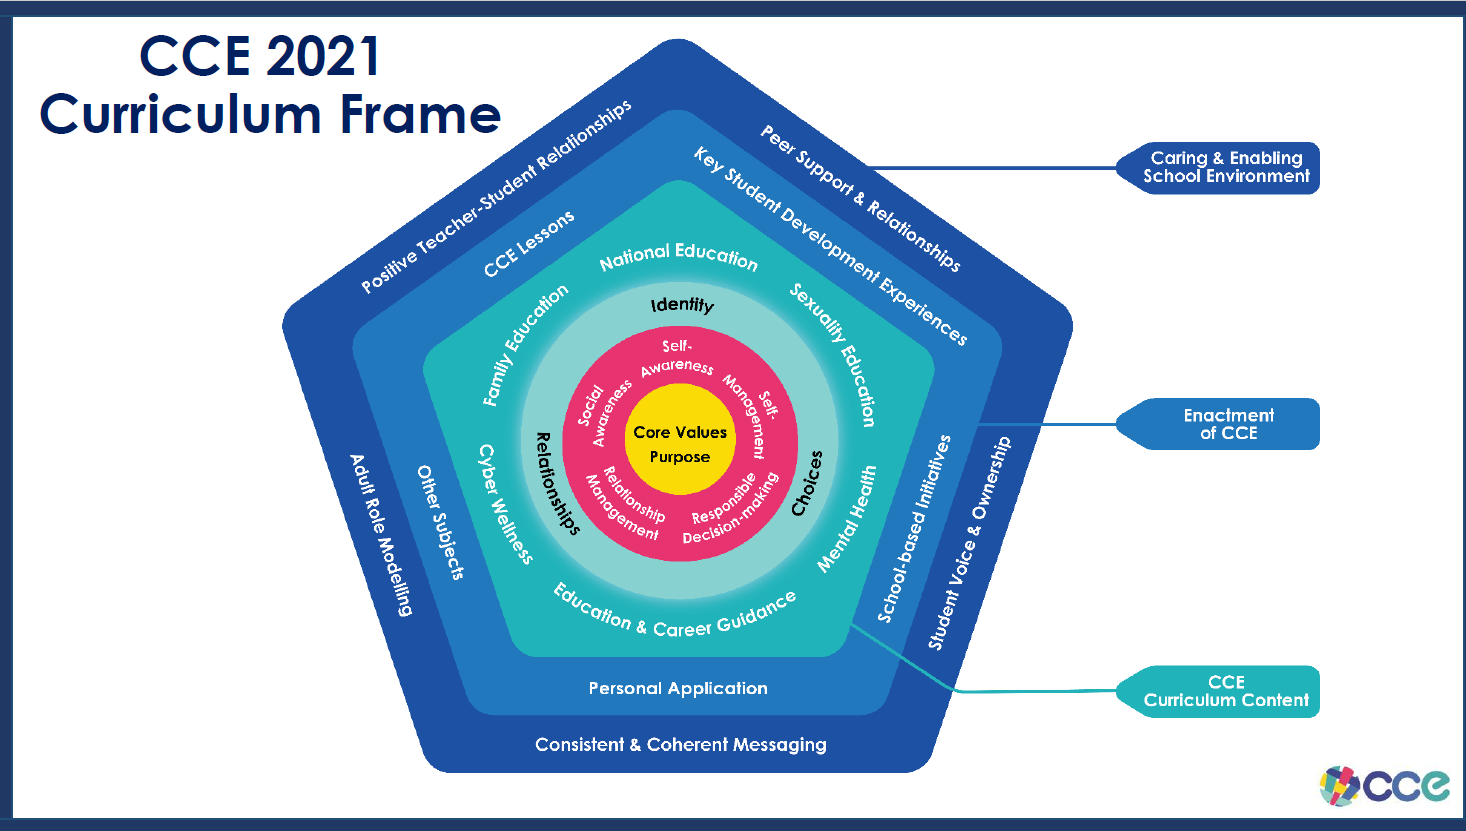 CCE 2021
Curriculum Frame
Positive Teacher-Student Relationships
Peer Support & Relationships
Student Voice & Ownership
Consistent & Coherent Messaging
Adult Role Modelling
CCE Lessons
Key Student Development Experiences
School-based Initiatives
Personal Application
Other Subjects
National Education
Sexuality Education
Mental Health
Education & Career Guidance
Cyber Wellness
Family Education
Identity
Choices
Relationships
Self-
Awareness
Self-
Management
Responsible
Decision-making
Relationship
Management
Social
Awareness
Core Values
Purpose
Caring & Enabling
School Environment
Enactment
of CCE
CCE
Curriculum Content
cce